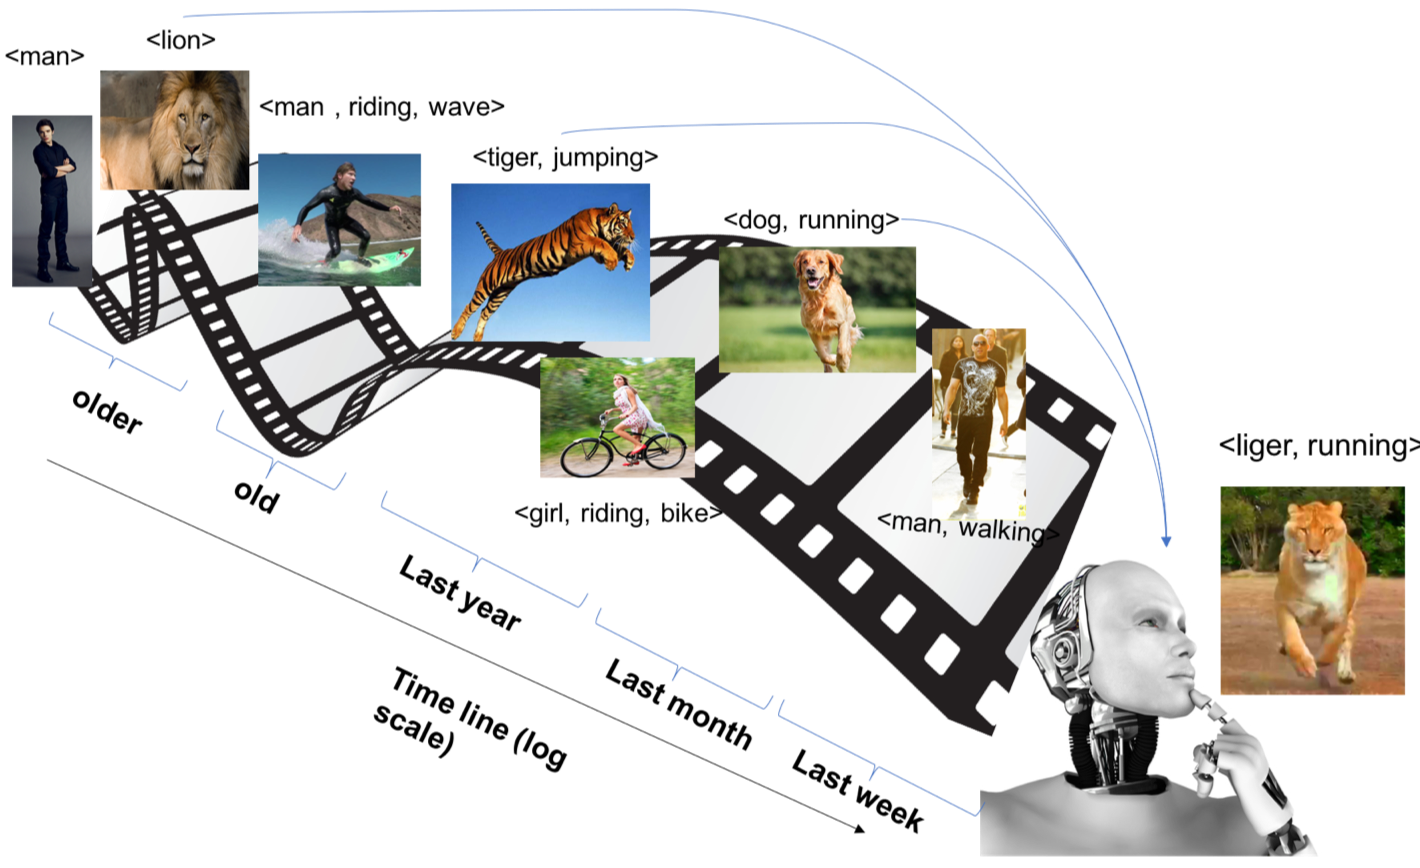 <man>
<lion>
<man , riding, wave>
<tiger, jumping>
<dog, running>
<girl, riding, bike>
<man, walking>
<liger, running>
older
old
Last year
Last month
Last week
Time line (log
scale)